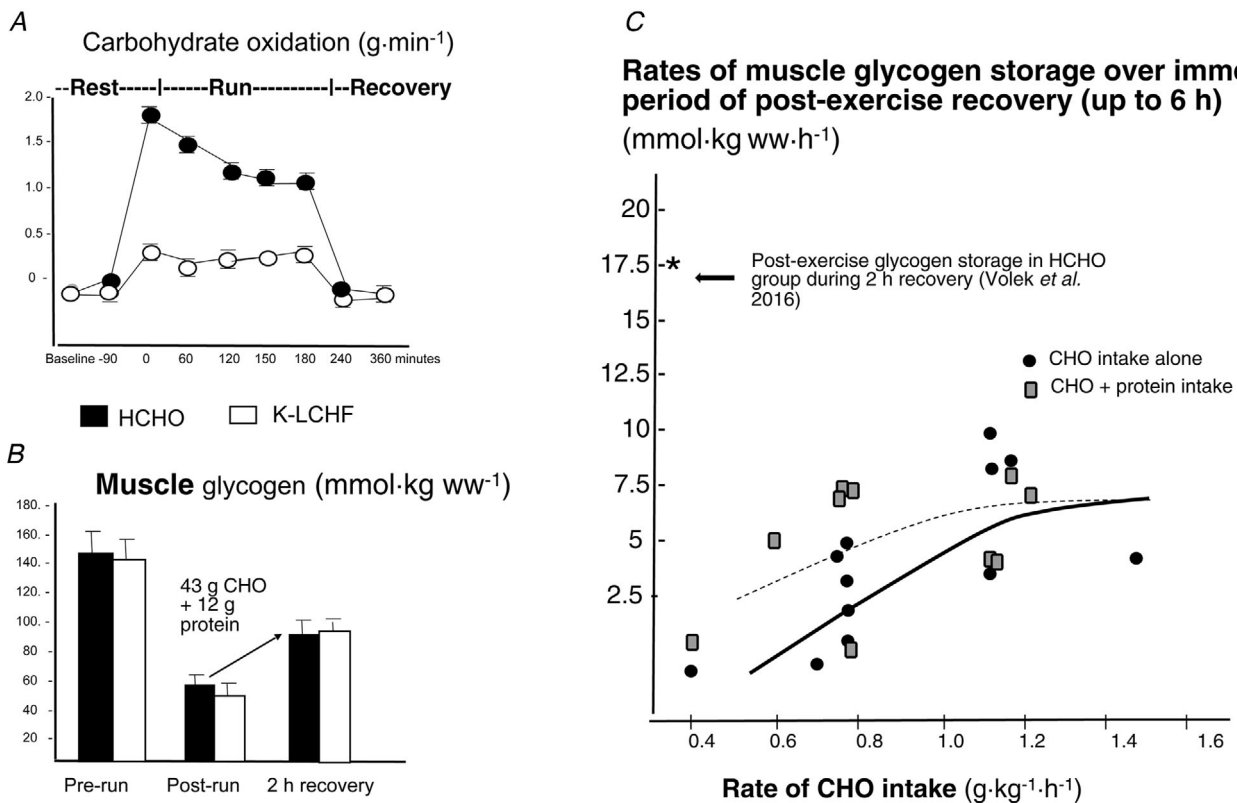 A
Carbohydrate oxidation (g·min-1)
--Rest-----|-----Run---------|--Recovery
2.0 -
1.5 -
1.0 -
0.5 -
0 -
Baseline -90 0 60 120 150 180 240 360 minutes
HCHO K-LCHF
B
Muscle glycogen (mmol·kg ww-1)
180.
160.
140.
120.
100.
80
60
40
20
43 g CHO
+ 12 g
protein
Pre-run Post-run 2 h recovery
C
Rates of muscle glycogen storage over imme
period of post-exercise recovery (up to 6 h)
(mmol·kg ww·h-1)
20
17.5 *
15
12.5
10
7.5
5
2.5
Post-exercise glycogen storage in HCHO
group during 2 h recovery (Volek et al.
2016)
CHO intake alone
CHO + protein intake
0.4 0.6 0.8 1.0 1.2 1.4 1.6
Rate of CHO intake (g·kg-1·h-1)